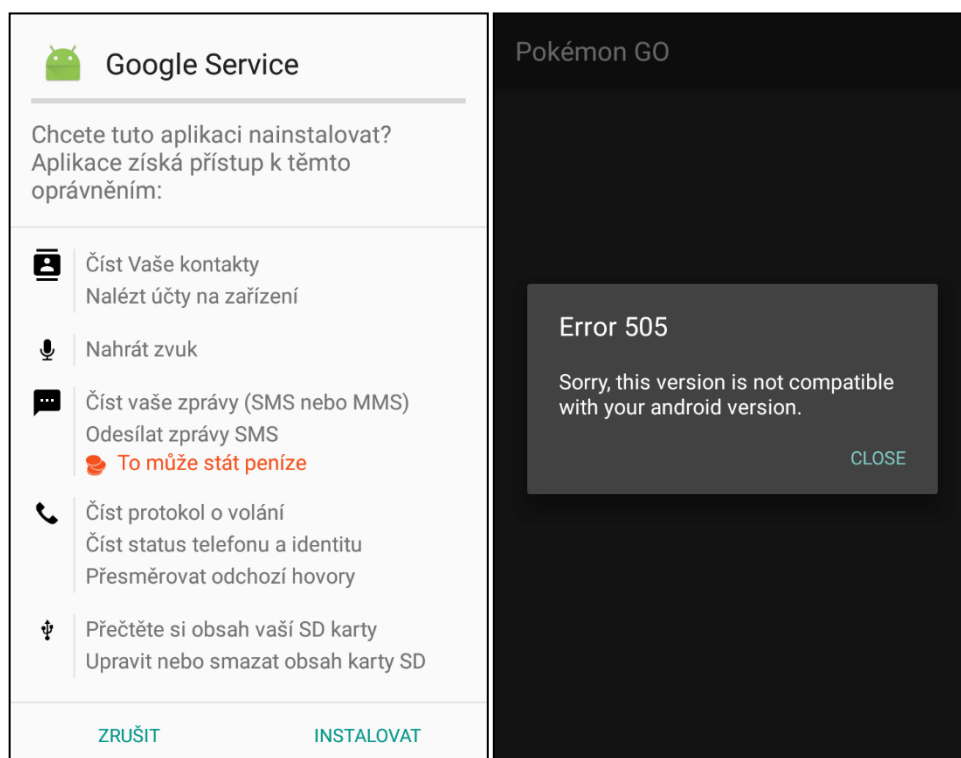 Google Service
Chcete tuto aplikaci nainstalovat?
Aplikace získá přístup k těmto
oprávněním:
Číst Vaše kontakty
Nalézt účty na zařízení
Nahrát zvuk
Číst vaše zprávy (SMS nebo MMS)
Odesílat zprávy SMS
To může stát peníze
Číst protokol o volání
Číst status telefonu a identitu
Přesměrovat odchozí hovory
Přečtěte si obsah vaší SD karty
Upravit nebo smazat obsah karty SD
ZRUŠIT
INSTALOVAT
Pokémon GO
Error 505
Sorry, this version is not compatible
with your android version.
CLOSE